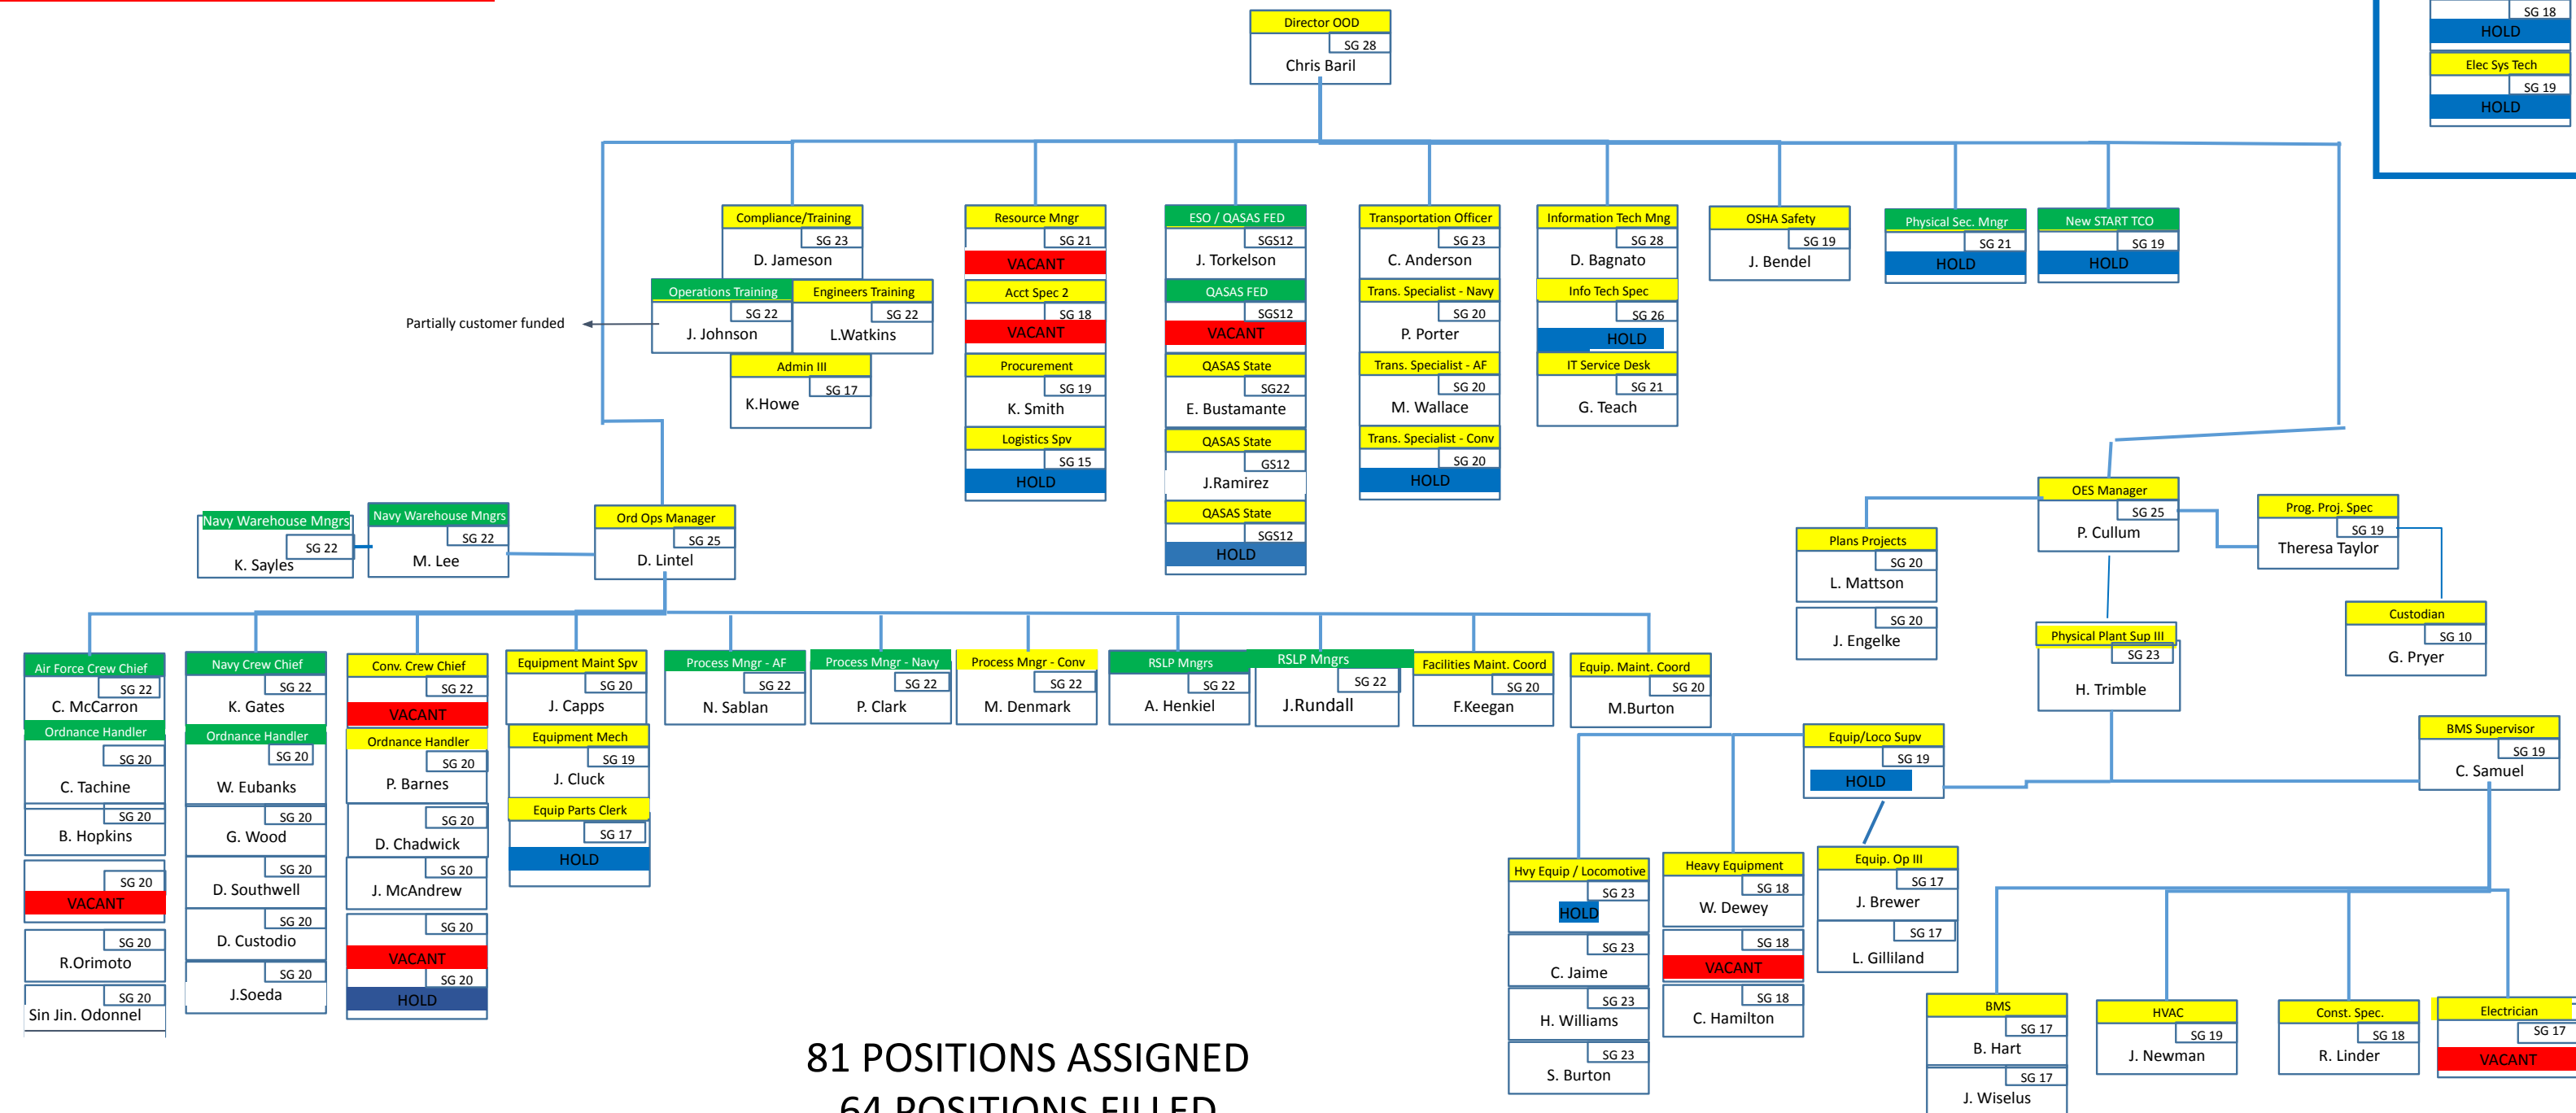 Director OOD
SG 28
Chris Baril
SG 18
HOLD
Elec Sys Tech
SG 19
HOLD
Compliance/Training
SG 23
D. Jameson
Operations Training
SG 22
J. Johnson
Engineers Training
SG 22
L.Watkins
Admin III
SG 17
K.Howe
Partially customer funded
Resource Mngr
SG 21
VACANT
Acct Spec 2
SG 18
VACANT
Procurement
SG 19
K. Smith
Logistics Spv
SG 15
HOLD
ESO / QASAS FED
SGS12
J. Torkelson
QASAS FED
SGS12
VACANT
QASAS State
SG22
E. Bustamante
QASAS State
GS12
J.Ramirez
QASAS State
SGS12
HOLD
Transportation Officer
SG 23
C. Anderson
Trans. Specialist - Navy
SG 20
P. Porter
Trans. Specialist - AF
SG 20
M. Wallace
Trans. Specialist - Conv
SG 20
HOLD
Information Tech Mng
SG 28
D. Bagnato
Info Tech Spec
SG 26
HOLD
IT Service Desk
SG 21
G. Teach
OSHA Safety
SG 19
J. Bendel
Physical Sec. Mngr
SG 21
HOLD
New START TCO
SG 19
HOLD
Navy Warehouse Mngrs
SG 22
K. Sayles
Navy Warehouse Mngrs
SG 22
M. Lee
Ord Ops Manager
SG 25
D. Lintel
OES Manager
SG 25
P. Cullum
Prog. Proj. Spec
SG 19
Theresa Taylor
Plans Projects
SG 20
L. Mattson
SG 20
J. Engelke
Custodian
SG 10
G. Pryer
Physical Plant Sup III
SG 23
H. Trimble
Air Force Crew Chief
SG 22
C. McCarron
Ordnance Handler
SG 20
C. Tachine
SG 20
B. Hopkins
SG 20
VACANT
SG 20
R.Orimoto
SG 20
Sin Jin. Odonnel
Navy Crew Chief
SG 22
K. Gates
Ordnance Handler
SG 20
W. Eubanks
SG 20
G. Wood
SG 20
D. Southwell
SG 20
D. Custodio
SG 20
J.Soeda
Conv. Crew Chief
SG 22
VACANT
Ordnance Handler
SG 20
P. Barnes
SG 20
D. Chadwick
SG 20
J. McAndrew
SG 20
VACANT
SG 20
HOLD
Equipment Maint Spv
SG 20
J. Capps
Equipment Mech
SG 19
J. Cluck
Equip Parts Clerk
SG 17
HOLD
Process Mngr - AF
SG 22
N. Sablan
Process Mngr - Navy
SG 22
P. Clark
Process Mngr - Conv
SG 22
M. Denmark
RSLP Mngrs
SG 22
A. Henkiel
RSLP Mngrs
SG 22
J.Rundall
Facilities Maint. Coord
SG 20
F.Keegan
Equip. Maint. Coord
SG 20
M.Burton
Equip/Loco Supv
SG 19
HOLD
BMS Supervisor
SG 19
C. Samuel
Hvy Equip / Locomotive
SG 23
HOLD
SG 23
C. Jaime
SG 23
H. Williams
SG 23
S. Burton
Heavy Equipment
SG 18
W. Dewey
SG 18
VACANT
SG 18
C. Hamilton
Equip. Op III
SG 17
J. Brewer
SG 17
L. Gilliland
BMS
SG 17
B. Hart
SG 17
J. Wiselus
HVAC
SG 19
J. Newman
Const. Spec.
SG 18
R. Linder
Electrician
SG 17
VACANT
81 POSITIONS ASSIGNED
64 POSITIONS FILLED